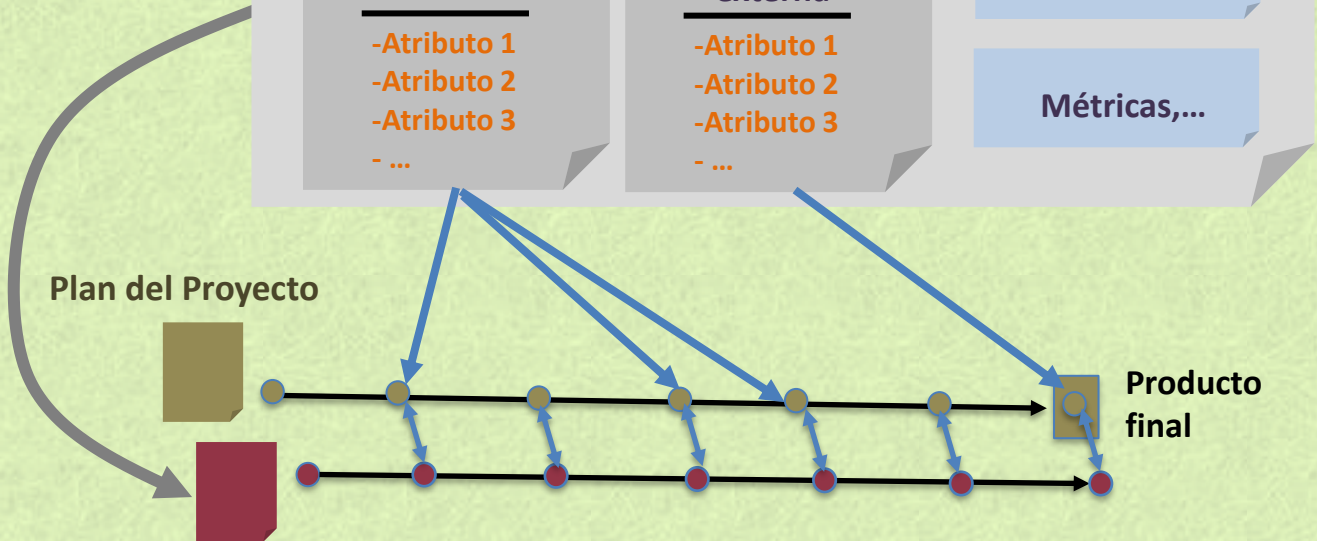 -Atributo 1
-Atributo 2
-Atributo 3
- ...
-Atributo 1
-Atributo 2
-Atributo 3
- ...
Métricas,...
Plan del Proyecto
Producto
final